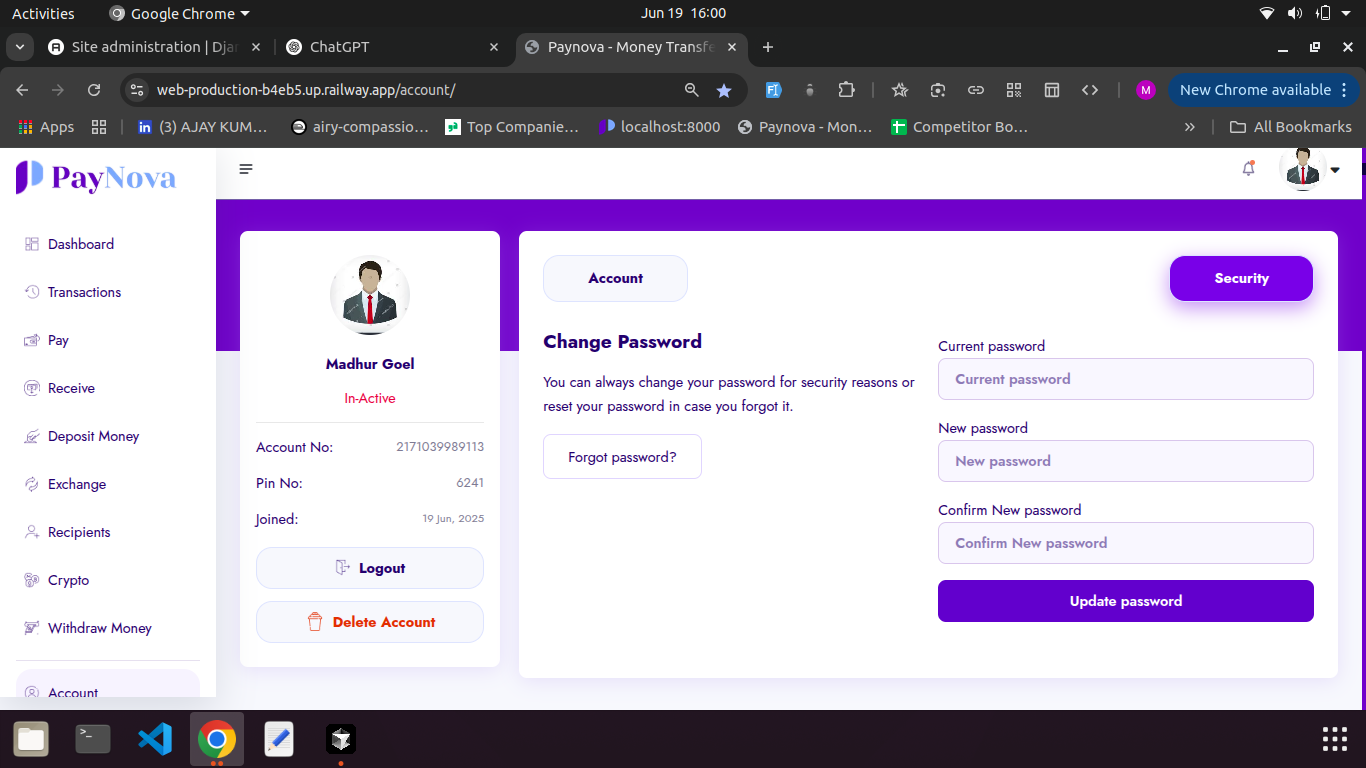 Activities
Google Chrome
Jun 19 16:00
Site administration | Djan
ChatGPT
Paynova - Money Transfe
web-production-b4eb5.up.railway.app/account/
M
New Chrome available
Apps
(3) AJAY KUM...
airy-compassio...
Top Companie...
localhost:8000
Paynova - Mon...
Competitor Bo...
All Bookmarks
PayNova
Dashboard
Transactions
Pay
Receive
Deposit Money
Exchange
Recipients
Crypto
Withdraw Money
Account
Madhur Goel
In-Active
Account No: 2171039989113
Pin No: 6241
Joined: 19 Jun, 2025
Logout
Delete Account
Account
Security
Change Password
You can always change your password for security reasons or
reset your password in case you forgot it.
Forgot password?
Current password
Current password
New password
New password
Confirm New password
Confirm New password
Update password